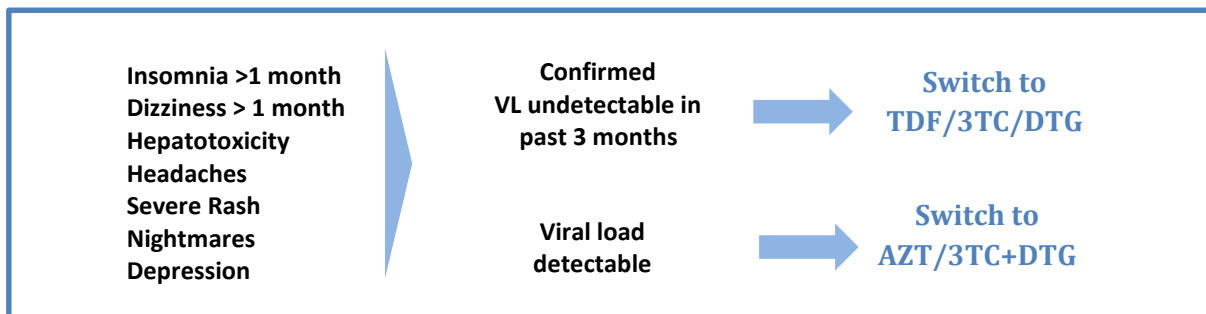 Insomnia >1 month
Dizziness > 1 month
Hepatotoxicity
Headaches
Severe Rash
Nightmares
Depression
Confirmed
VL undetectable in
past 3 months
Switch to
TDF/3TC/DTG
Viral load
detectable
Switch to
AZT/3TC+DTG